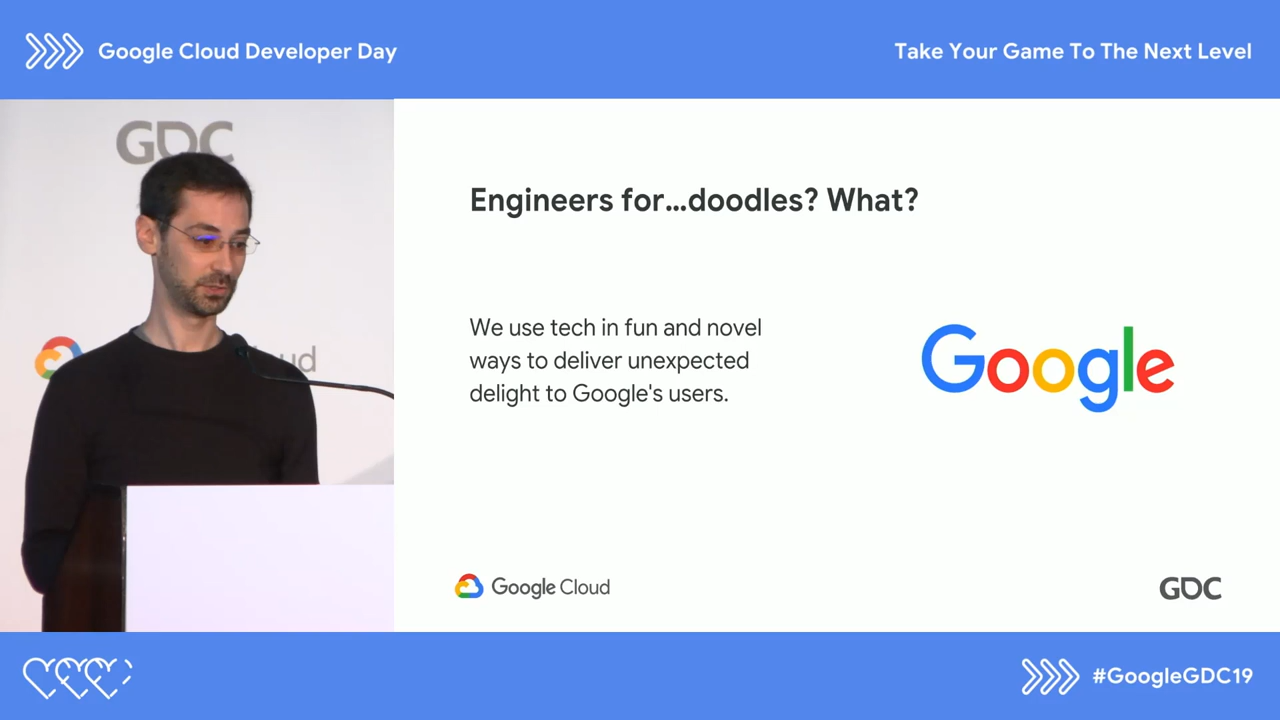 Google Cloud Developer Day
Take Your Game To The Next Level
GDC
oud
Engineers for...doodles? What?
We use tech in fun and novel
ways to deliver unexpected
delight to Google's users.
Google
Google Cloud
GDC
#GoogleGDC19